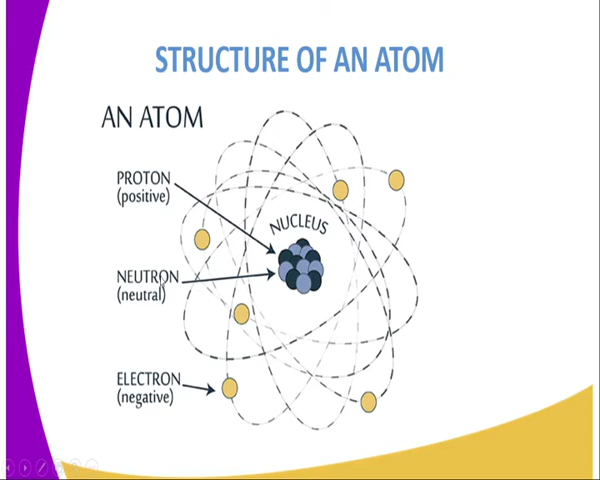 STRUCTURE OF AN ATOM
AN ATOM
PROTON
(positive)
NUCLEUS
NEUTRON
(neutral)
ELECTRON
(negative)